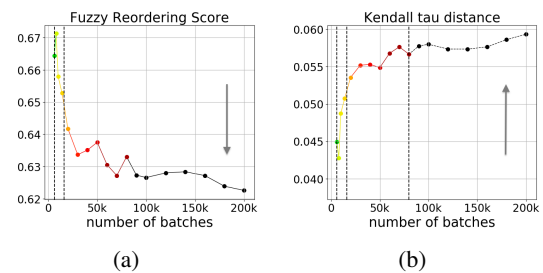 Fuzzy Reordering Score
0.67
0.66
0.65
0.64
0.63
0.62
0 50k 100k 150k 200k
number of batches
(a)
Kendall tau distance
0.060
0.055
0.050
0.045
0.040
0 50k 100k 150k 200k
number of batches
(b)